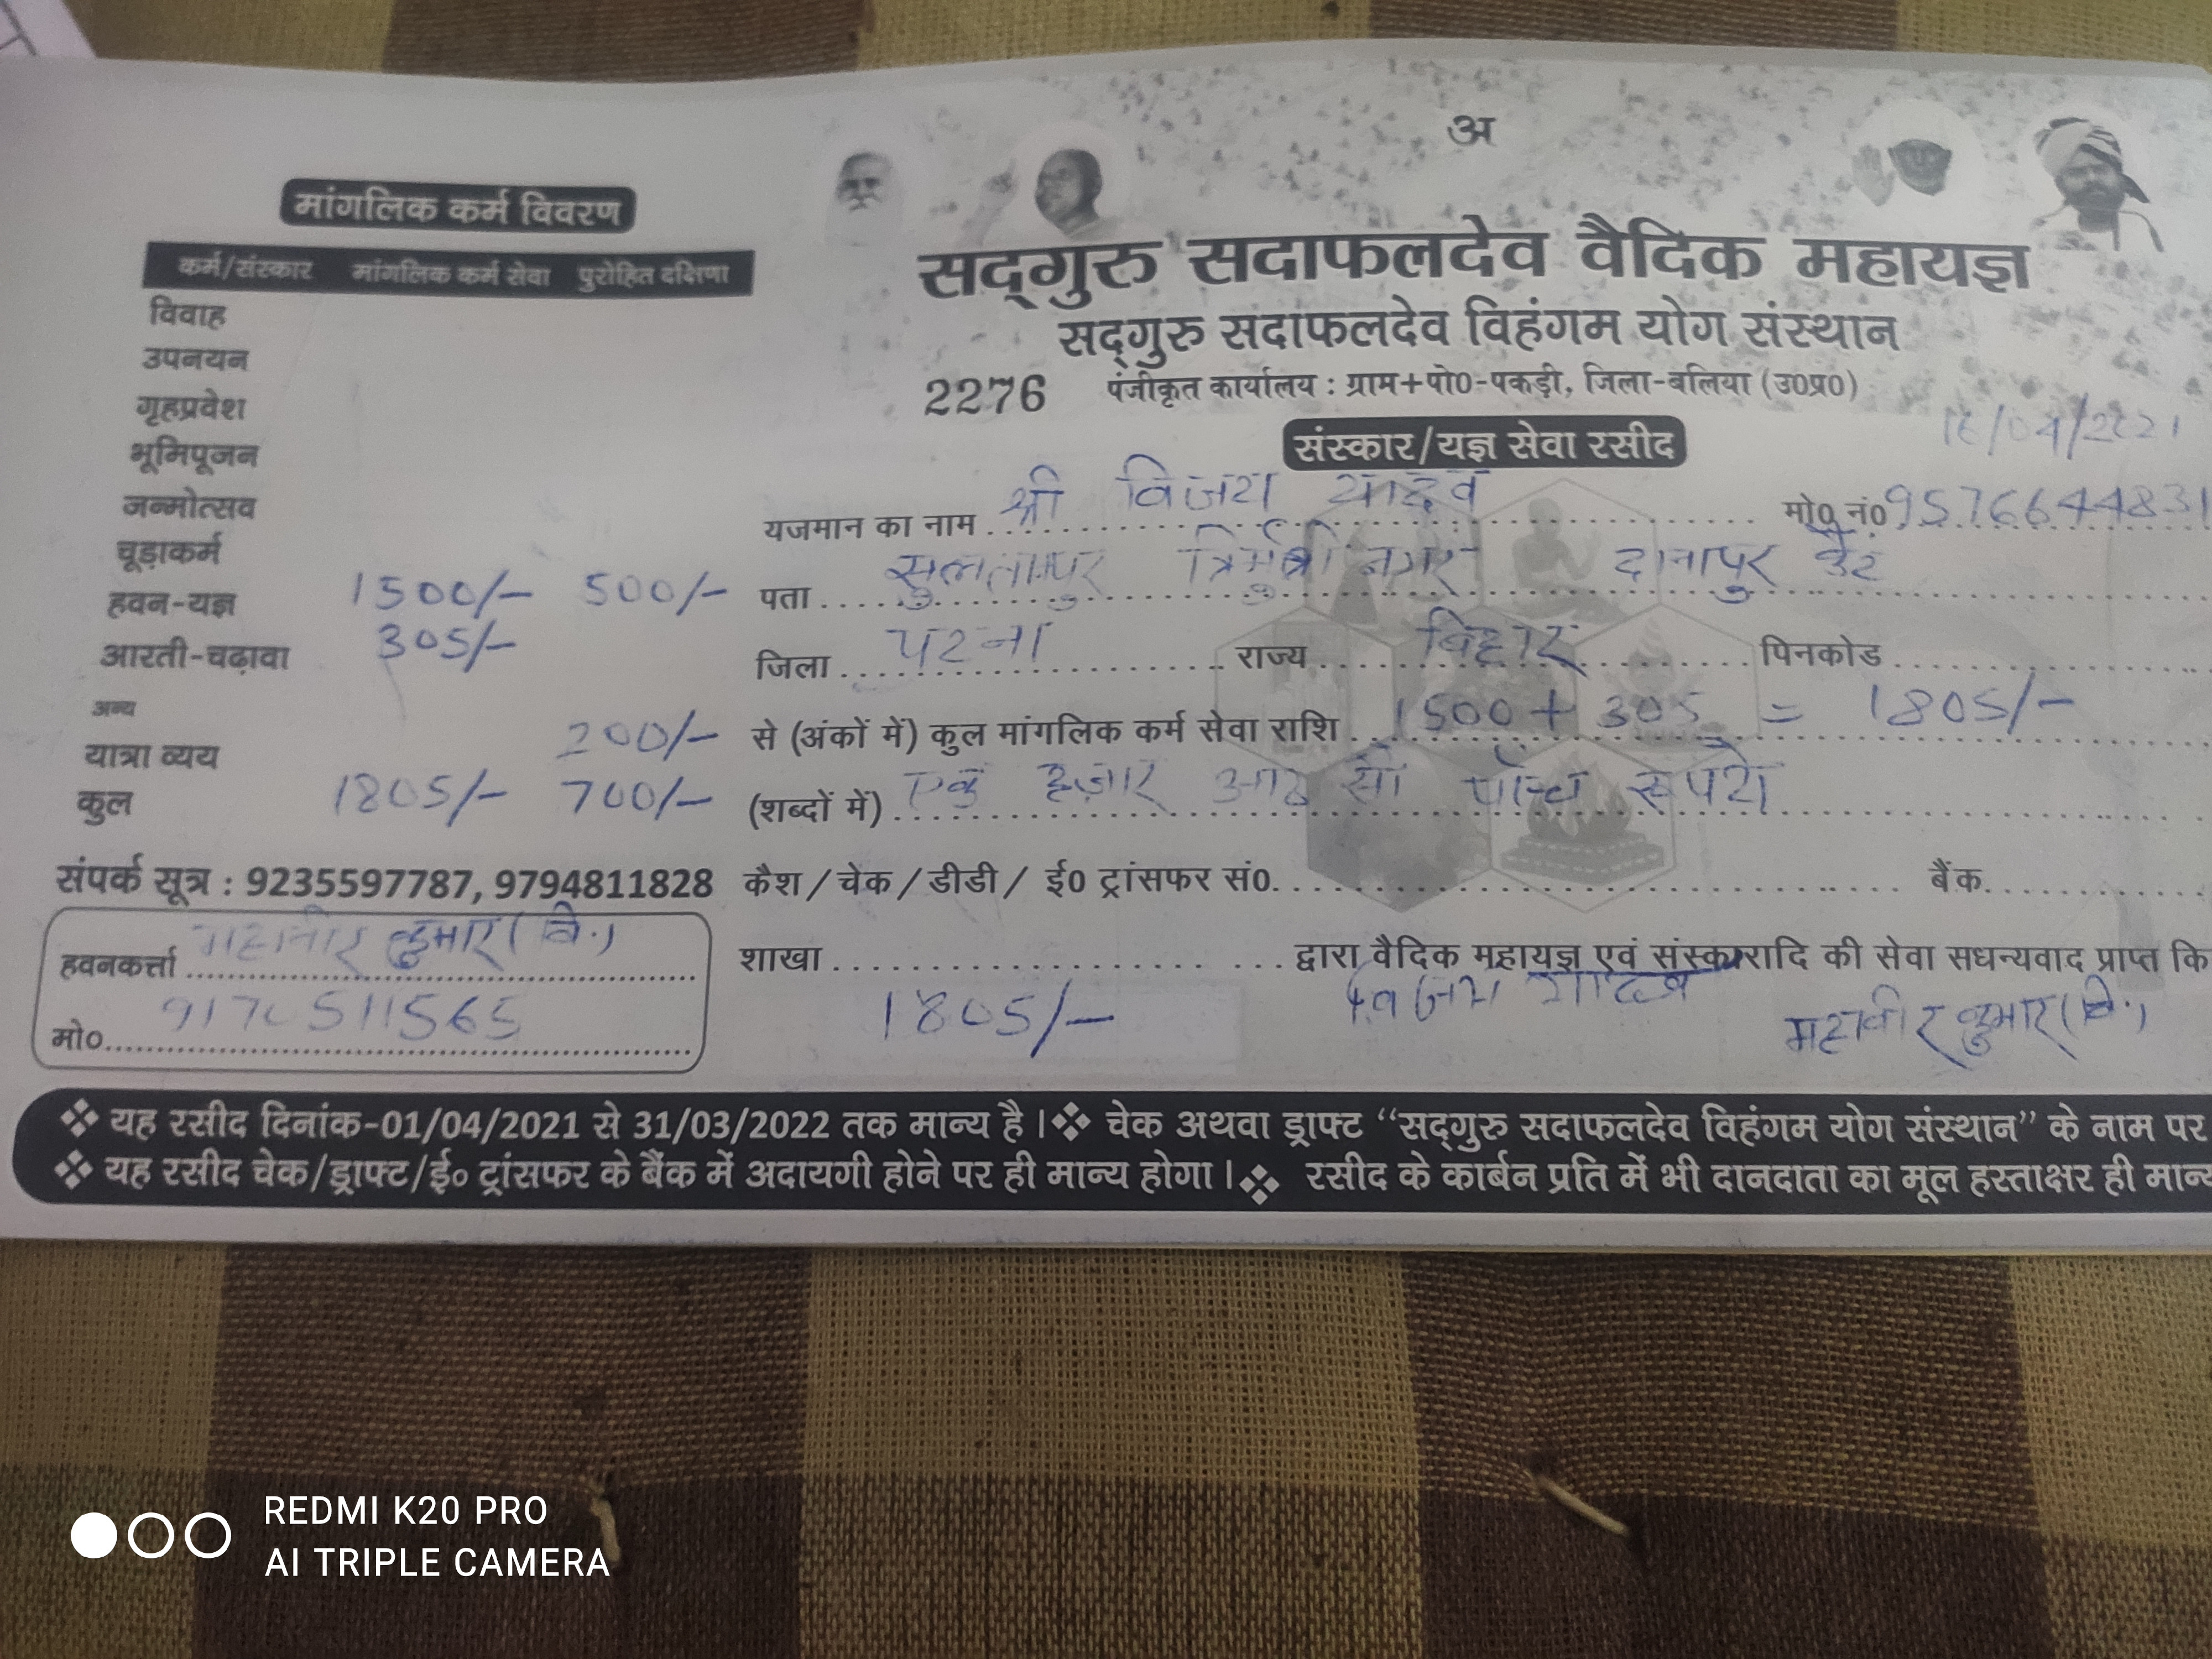 अ
मांगलिक कर्म विवरण
कर्म/संस्कार मांगलिक कर्म सेवा पुरोहित दक्षिणा
विवाह
उपनयन
गृहप्रवेश
भूमिपूजन
जन्मोत्सव
चूड़ाकर्म
हवन-यज्ञ 1500/- 500/-
आरती-चढ़ावा 305/-
अन्य
यात्रा व्यय 200/-
कुल 1805/- 700/-
संपर्क सूत्र : 9235597787, 9794811828
हवनकर्त्ता महावीर कुमार (वि.)
मो० 9170511565
सद्गुरु सदाफलदेव वैदिक महायज्ञ
सद्गुरु सदाफलदेव विहंगम योग संस्थान
2276 पंजीकृत कार्यालय : ग्राम+पो0-पकड़ी, जिला-बलिया (उ0प्र0)
संस्कार/यज्ञ सेवा रसीद /04/2021
यजमान का नाम श्री विजय यादव मो0 नं0 9576644831
पता सुलतानपुर नगर दानापुर कैंट
जिला पटना राज्य बिहार पिनकोड
से (अंकों में) कुल मांगलिक कर्म सेवा राशि 1500 + 305 = 1805/-
(शब्दों में) एक हज़ार आठ सौ पाँच रूपये
कैश / चेक / डीडी / ई0 ट्रांसफर सं0 बैंक
शाखा द्वारा वैदिक महायज्ञ एवं संस्कारादि की सेवा सधन्यवाद प्राप्त कि
1805/- विजय यादव महावीर कुमार (वि.)
❖ यह रसीद दिनांक-01/04/2021 से 31/03/2022 तक मान्य है। ❖ चेक अथवा ड्राफ्ट “सद्गुरु सदाफलदेव विहंगम योग संस्थान” के नाम पर
❖ यह रसीद चेक/ड्राफ्ट/ई० ट्रांसफर के बैंक में अदायगी होने पर ही मान्य होगा। ❖ रसीद के कार्बन प्रति में भी दानदाता का मूल हस्ताक्षर ही मान्य
REDMI K20 PRO
AI TRIPLE CAMERA